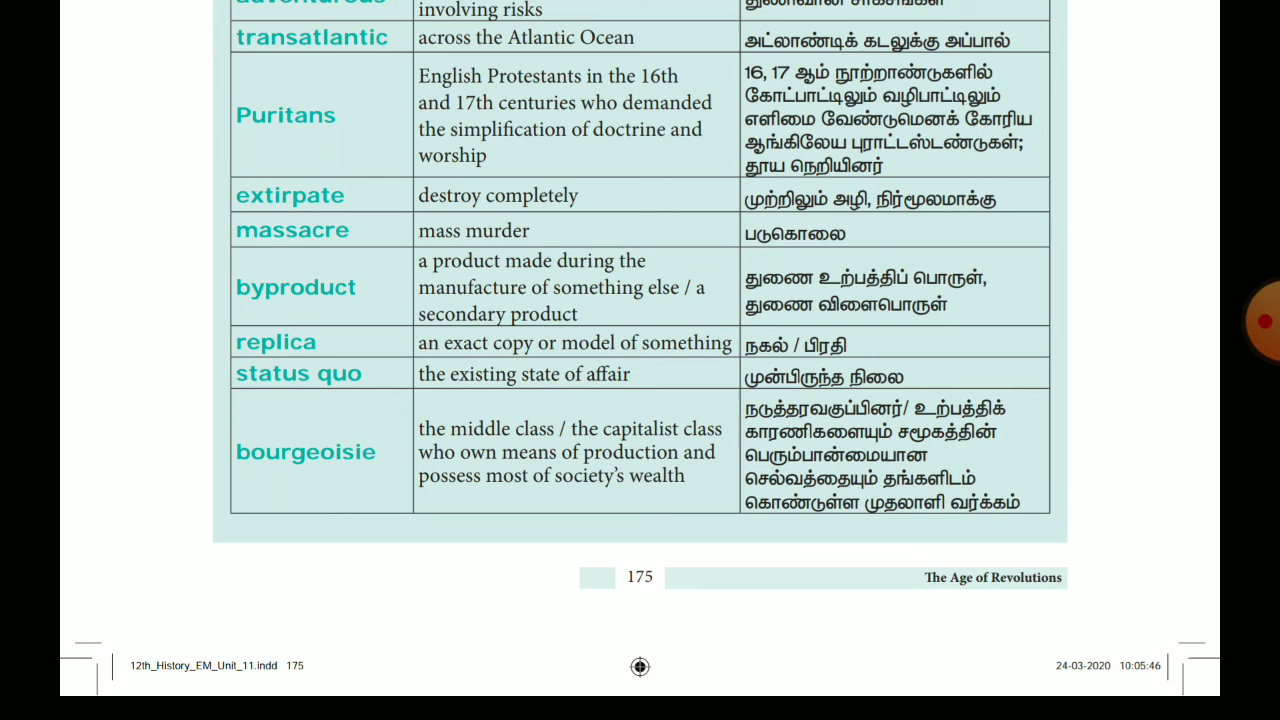 involving risks
transatlantic across the Atlantic Ocean அட்லாண்டிக் கடலுக்கு அப்பால்
English Protestants in the 16th
and 17th centuries who demanded
the simplification of doctrine and
worship
Puritans
16, 17 ஆம் நூற்றாண்டுகளில்
கோட்பாட்டிலும் வழிபாட்டிலும்
எளிமை வேண்டுமெனக் கோரிய
ஆங்கிலேய புராட்டஸ்டண்டுகள்;
தூய நெறியினர்
extirpate destroy completely முற்றிலும் அழி, நிர்மூலமாக்கு
massacre mass murder படுகொலை
byproduct
a product made during the
manufacture of something else / a
secondary product
துணை உற்பத்திப் பொருள்,
துணை விளைபொருள்
replica an exact copy or model of something நகல் / பிரதி
status quo the existing state of affair முன்பிருந்த நிலை
bourgeoisie
the middle class / the capitalist class
who own means of production and
possess most of society's wealth
நடுத்தரவகுப்பினர்/ உற்பத்திக்
காரணிகளையும் சமூகத்தின்
பெரும்பான்மையான
செல்வத்தையும் தங்களிடம்
கொண்டுள்ள முதலாளி வர்க்கம்
175 The Age of Revolutions
12th_History_EM_Unit_11.indd 175 24-03-2020 10:05:46